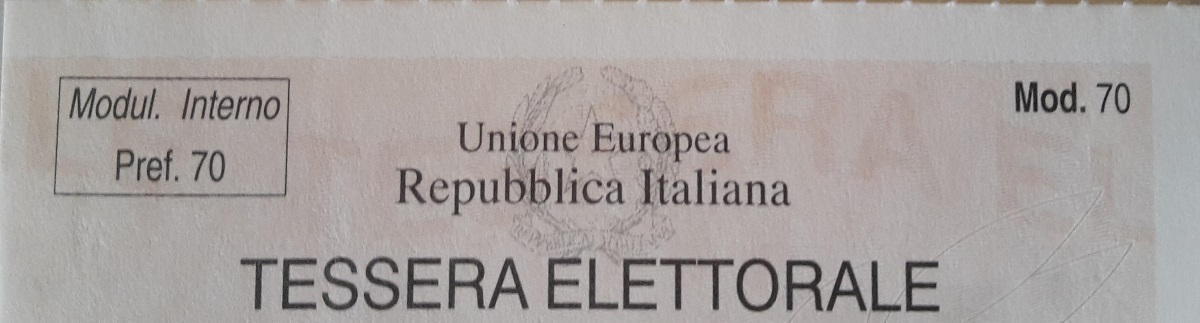 Modul. Interno
Pref. 70
Mod. 70
Unione Europea
Repubblica Italiana
TESSERA ELETTORALE